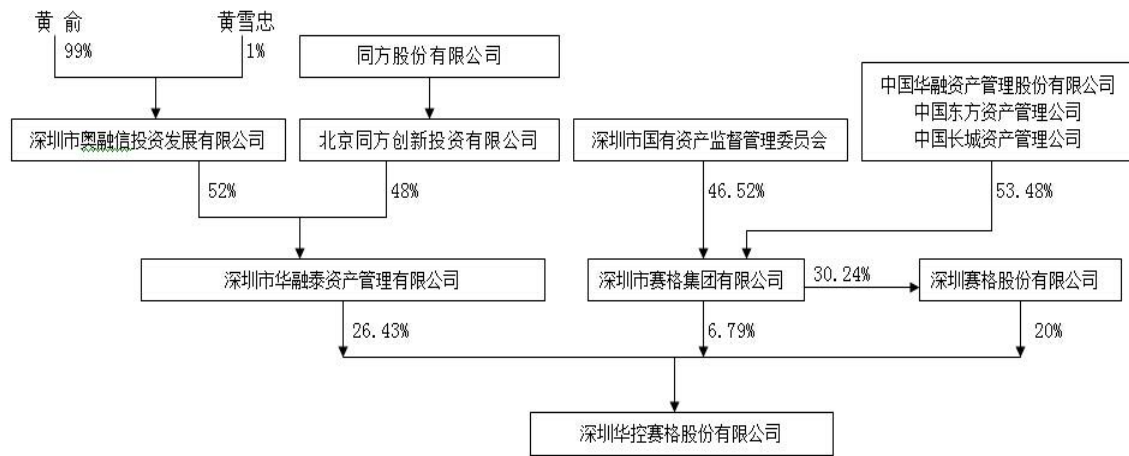 黄 俞
黄雪忠
99%
1%
同方股份有限公司
中国华融资产管理股份有限公司
中国东方资产管理公司
中国长城资产管理公司
深圳市奥融信投资发展有限公司
北京同方创新投资有限公司
深圳市国有资产监督管理委员会
52%
48%
46.52%
53.48%
深圳市华融泰资产管理有限公司
深圳市赛格集团有限公司
30.24%
深圳赛格股份有限公司
26.43%
6.79%
20%
深圳华控赛格股份有限公司